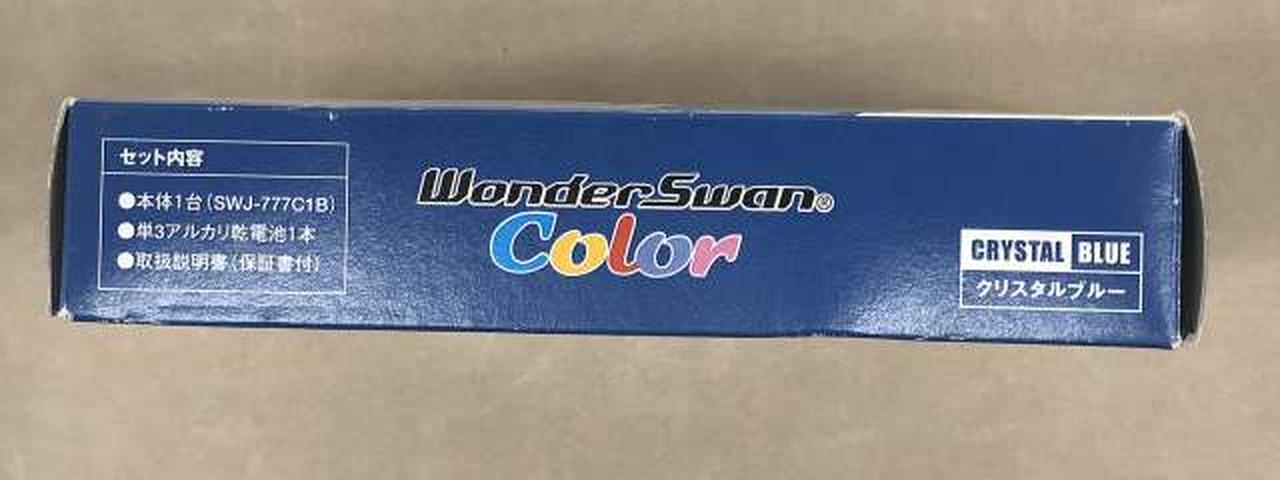 セット内容
●本体1台(SWJ-777C1B)
●単3アルカリ乾電池1本
●取扱説明書(保証書付)
WonderSwan®
Color
CRYSTAL BLUE
クリスタルブルー